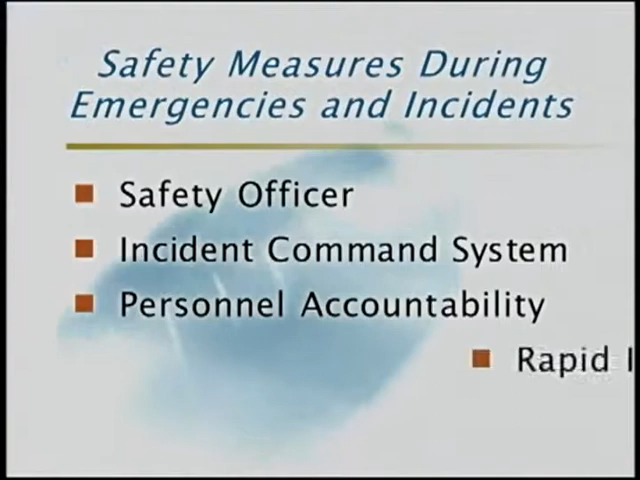 Safety Measures During
Emergencies and Incidents
Safety Officer
Incident Command System
Personnel Accountability
Rapid